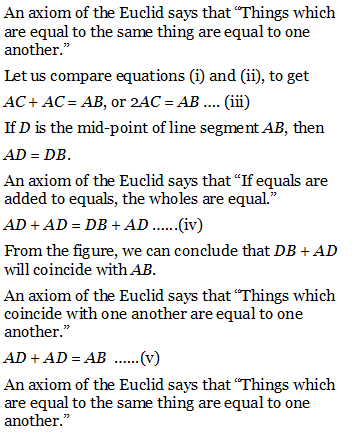 An axiom of the Euclid says that “Things which
are equal to the same thing are equal to one
another.”
Let us compare equations (i) and (ii), to get
AC + AC = AB, or 2AC = AB .... (iii)
If D is the mid-point of line segment AB, then
AD = DB.
An axiom of the Euclid says that “If equals are
added to equals, the wholes are equal.”
AD + AD = DB + AD ......(iv)
From the figure, we can conclude that DB + AD
will coincide with AB.
An axiom of the Euclid says that “Things which
coincide with one another are equal to one
another.”
AD + AD = AB ......(v)
An axiom of the Euclid says that “Things which
are equal to the same thing are equal to one
another.”